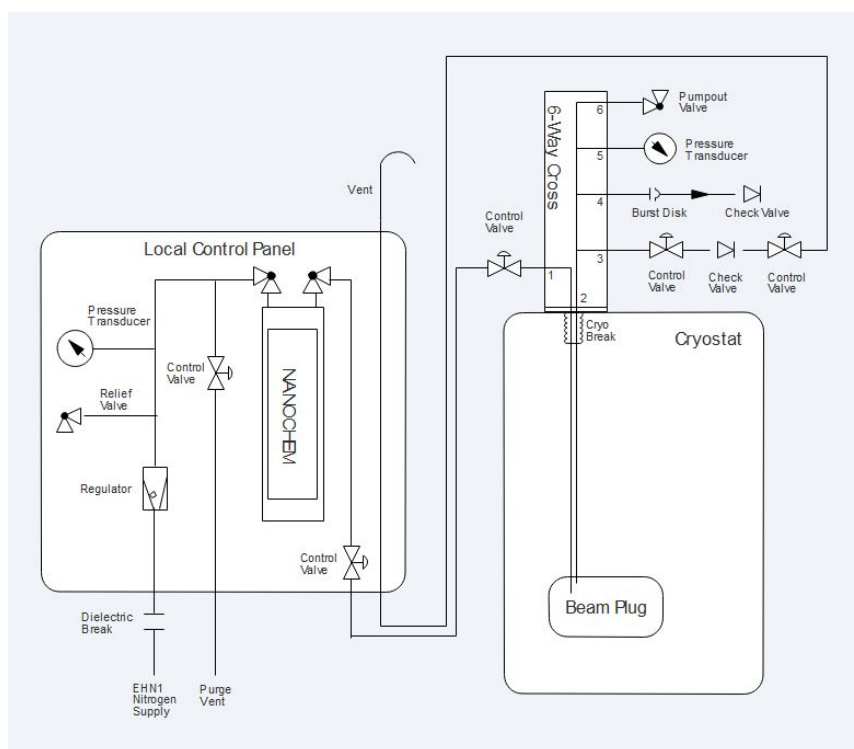 Pumpout
Valve
6
6-Way Cross
Pressure
Transducer
5
4
Burst Disk
Check Valve
Vent
Control
Valve
3
Control
Valve
Check
Valve
Control
Valve
1
2
Local Control Panel
Cryo
Break
Cryostat
Pressure
Transducer
Control
Valve
NANOCHEM
Relief
Valve
Regulator
Control
Valve
Beam Plug
Dielectric
Break
EHN1
Nitrogen
Supply
Purge
Vent